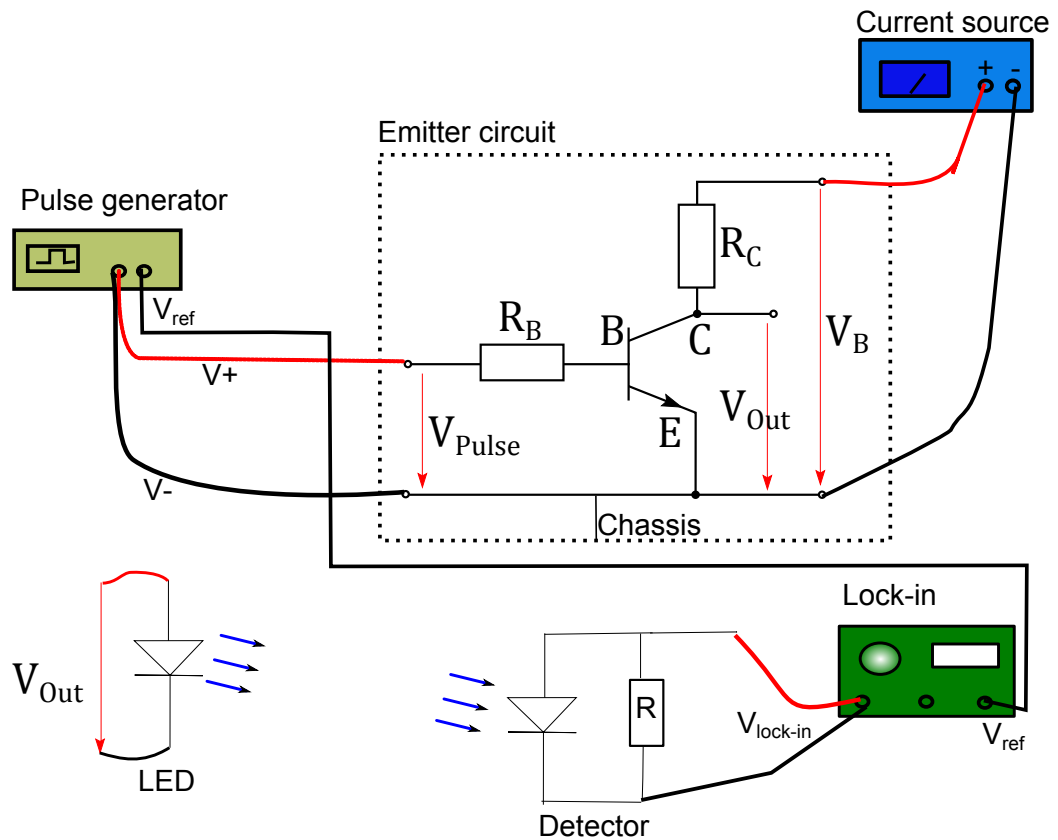 Current source
+ -
Emitter circuit
Pulse generator
R_C
V_ref
R_B
B
C
V_B
V+
V_Out
E
V_Pulse
V-
Chassis
Lock-in
V_Out
R
V_lock-in
V_ref
LED
Detector